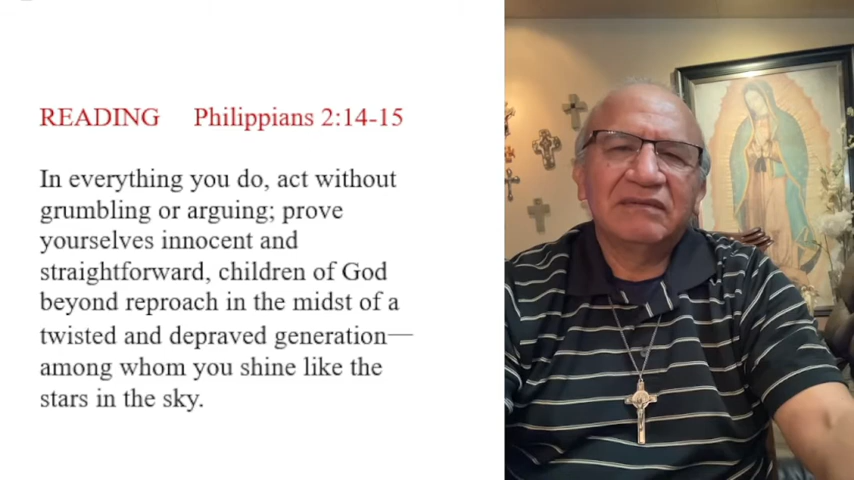 READING Philippians 2:14-15
In everything you do, act without
grumbling or arguing; prove
yourselves innocent and
straightforward, children of God
beyond reproach in the midst of a
twisted and depraved generation—
among whom you shine like the
stars in the sky.